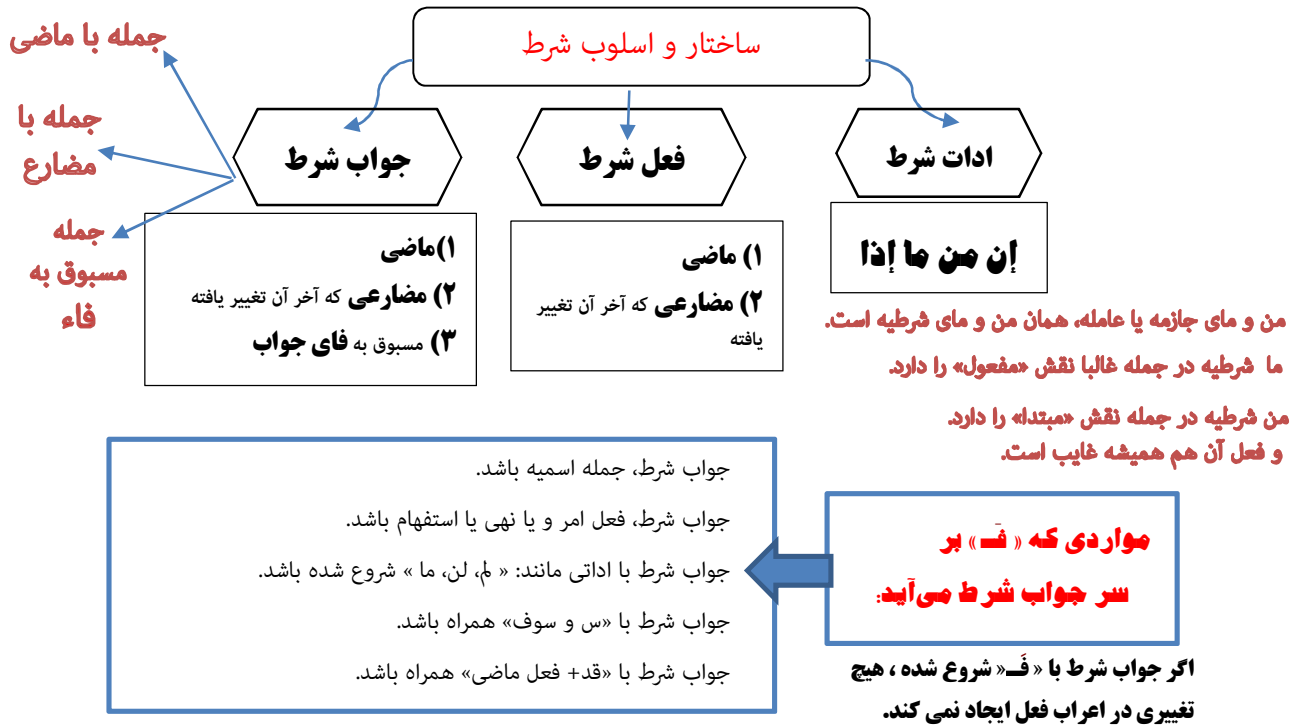 ساختار و اسلوب شرط
ادات شرط
إن من ما إذا
فعل شرط
۱) ماضی
۲) مضارعی که آخر آن تغییر
یافته
جواب شرط
۱)ماضی
۲) مضارعی که آخر آن تغییر یافته
۳) مسبوق به فای جواب
جمله با ماضی
جمله با
مضارع
جمله
مسبوق به
فاء
من و مای جازمه یا عامله، همان من و مای شرطیه است.
ما شرطیه در جمله غالبا نقش «مفعول» را دارد.
من شرطیه در جمله نقش «مبتدا» را دارد.
و فعل آن هم همیشه غایب است.
مواردی که « فَـ » بر
سر جواب شرط می‌آید:
جواب شرط، جمله اسمیه باشد.
جواب شرط، فعل امر و یا نهی یا استفهام باشد.
جواب شرط با اداتی مانند: « لم، لن، ما » شروع شده باشد.
جواب شرط با «س و سوف» همراه باشد.
جواب شرط با «قد+ فعل ماضی» همراه باشد.
اگر جواب شرط با « فَـ« شروع شده ، هیچ
تغییری در اعراب فعل ایجاد نمی کند.